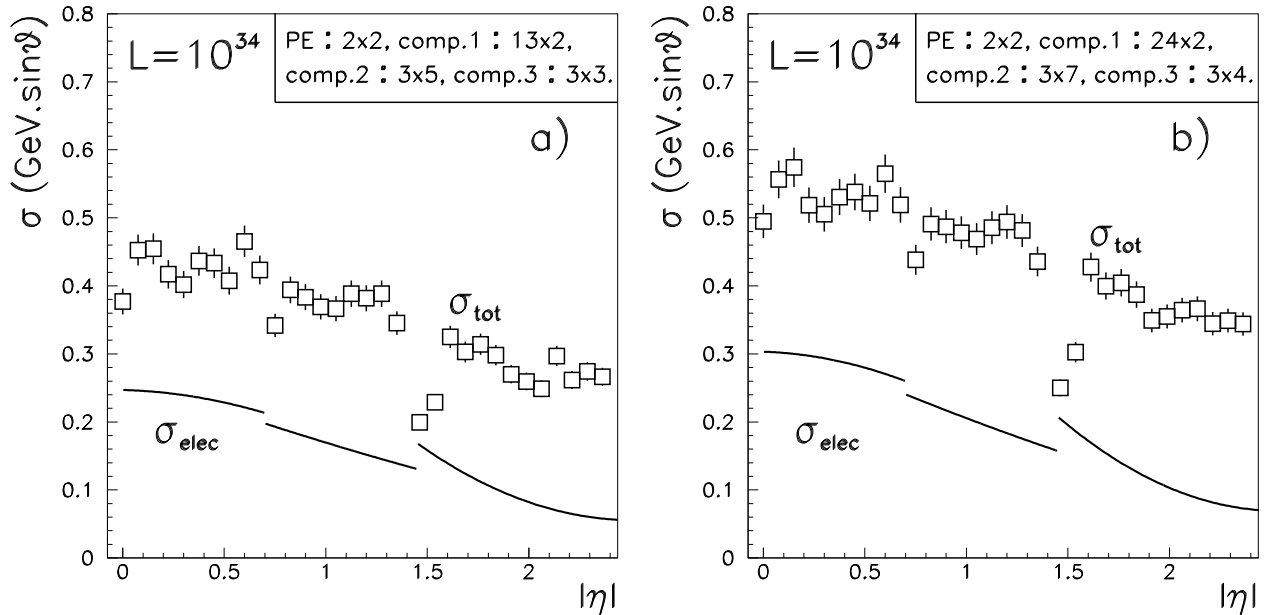 σ (GeV.sinϑ)
0.8
0.7
0.6
0.5
0.4
0.3
0.2
0.1
0
L=10³⁴
PE : 2x2, comp.1 : 13x2,
comp.2 : 3x5, comp.3 : 3x3.
a)
σtot
σelec
0 0.5 1 1.5 2
|η|
σ (GeV.sinϑ)
0.8
0.7
0.6
0.5
0.4
0.3
0.2
0.1
0
L=10³⁴
PE : 2x2, comp.1 : 24x2,
comp.2 : 3x7, comp.3 : 3x4.
b)
σtot
σelec
0 0.5 1 1.5 2
|η|